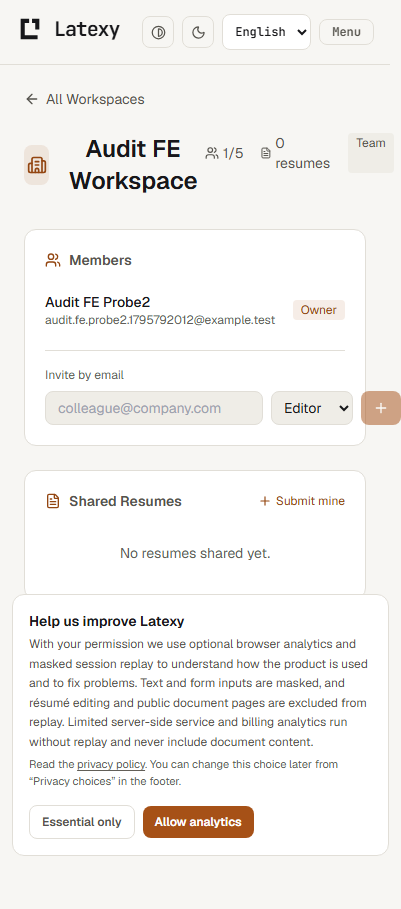 Latexy
English
Menu
All Workspaces
Audit FE
Workspace
1/5
0
resumes
Team
Members
Audit FE Probe2
audit.fe.probe2.1795792012@example.test
Owner
Invite by email
colleague@company.com
Editor
Shared Resumes
+ Submit mine
No resumes shared yet.
Help us improve Latexy
With your permission we use optional browser analytics and
masked session replay to understand how the product is used
and to fix problems. Text and form inputs are masked, and
résumé editing and public document pages are excluded from
replay. Limited server-side service and billing analytics run
without replay and never include document content.
Read the privacy policy. You can change this choice later from
“Privacy choices” in the footer.
Essential only
Allow analytics